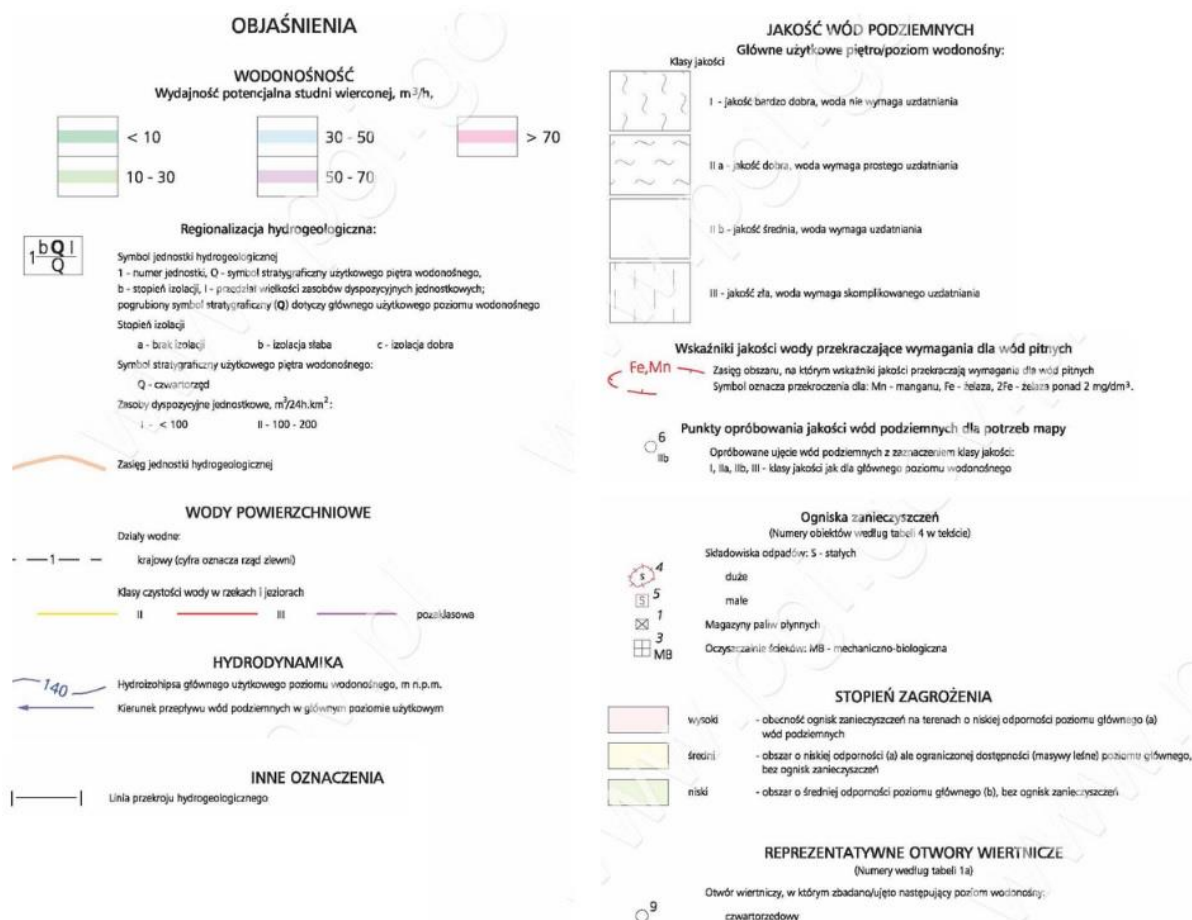 OBJAŚNIENIA
WODONOŚNOŚĆ
Wydajność potencjalna studni wierconej, m³/h,
< 10
30 - 50
> 70
10 - 30
50 - 70
Regionalizacja hydrogeologiczna:
1 bQ I
Q
Symbol jednostki hydrogeologicznej
1 - numer jednostki, Q - symbol stratygraficzny użytkowego piętra wodonośnego,
b - stopień izolacji, I - przedział wielkości zasobów dyspozycyjnych jednostkowych;
pogrubiony symbol stratygraficzny (Q) dotyczy głównego użytkowego poziomu wodonośnego
Stopień izolacji
a - brak izolacji b - izolacja słaba c - izolacja dobra
Symbol stratygraficzny użytkowego piętra wodonośnego:
Q - czwartorzęd
Zasoby dyspozycyjne jednostkowe, m³/24h.km²:
I - < 100 II - 100 - 200
Zasięg jednostki hydrogeologicznej
WODY POWIERZCHNIOWE
Działy wodne:
1 krajowy (cyfra oznacza rząd zlewni)
Klasy czystości wody w rzekach i jeziorach
II III pozaklasowa
HYDRODYNAMIKA
140 Hydroizohipsa głównego użytkowego poziomu wodonośnego, m n.p.m.
Kierunek przepływu wód podziemnych w głównym poziomie użytkowym
INNE OZNACZENIA
Linia przekroju hydrogeologicznego
JAKOŚĆ WÓD PODZIEMNYCH
Główne użytkowe piętro/poziom wodonośny:
Klasy jakości
I - jakość bardzo dobra, woda nie wymaga uzdatniania
II a - jakość dobra, woda wymaga prostego uzdatniania
II b - jakość średnia, woda wymaga uzdatniania
III - jakość zła, woda wymaga skomplikowanego uzdatniania
Wskaźniki jakości wody przekraczające wymagania dla wód pitnych
Fe,Mn Zasięg obszaru, na którym wskaźniki jakości przekraczają wymagania dla wód pitnych
Symbol oznacza przekroczenia dla: Mn - manganu, Fe - żelaza, 2Fe - żelaza ponad 2 mg/dm³.
Punkty opróbowania jakości wód podziemnych dla potrzeb mapy
6
IIb
Opróbowane ujęcie wód podziemnych z zaznaczeniem klasy jakości:
I, IIa, IIb, III - klasy jakości jak dla głównego poziomu wodonośnego
Ogniska zanieczyszczeń
(Numery obiektów według tabeli 4 w tekście)
Składowiska odpadów: S - stałych
S 4 duże
S 5 małe
1 Magazyny paliw płynnych
3
MB
Oczyszczalnie ścieków: MB - mechaniczno-biologiczna
STOPIEŃ ZAGROŻENIA
wysoki - obecność ognisk zanieczyszczeń na terenach o niskiej odporności poziomu głównego (a)
wód podziemnych
średni - obszar o niskiej odporności (a) ale ograniczonej dostępności (masywy leśne) poziomu głównego,
bez ognisk zanieczyszczeń
niski - obszar o średniej odporności poziomu głównego (b), bez ognisk zanieczyszczeń
REPREZENTATYWNE OTWORY WIERTNICZE
(Numery według tabeli 1a)
Otwór wiertniczy, w którym zbadano/ujęto następujący poziom wodonośny:
9 czwartorzędowy